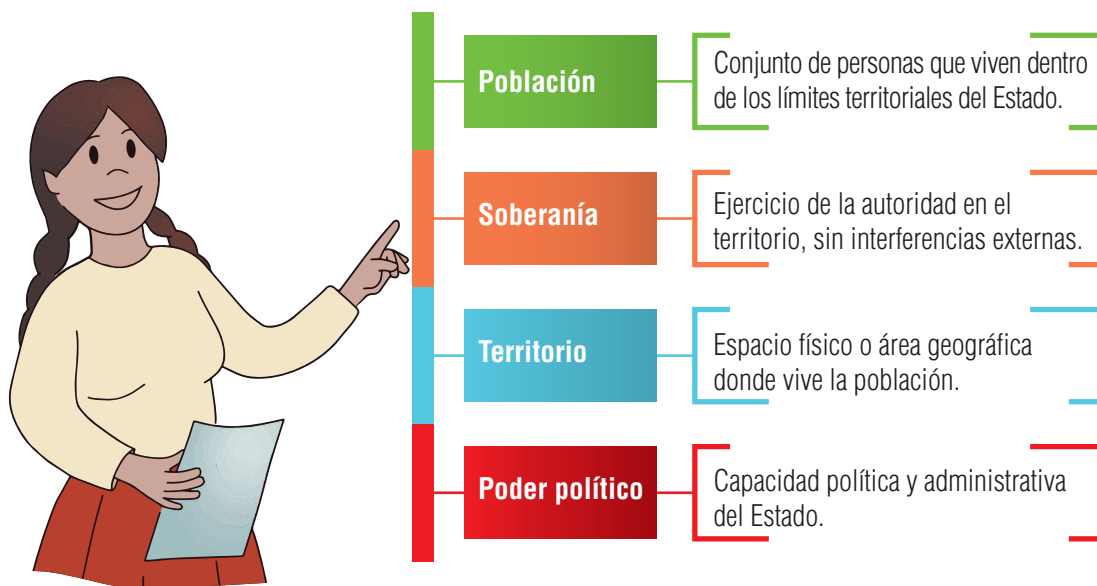 Población
Conjunto de personas que viven dentro
de los límites territoriales del Estado.
Soberanía
Ejercicio de la autoridad en el
territorio, sin interferencias externas.
Territorio
Espacio físico o área geográfica
donde vive la población.
Poder político
Capacidad política y administrativa
del Estado.